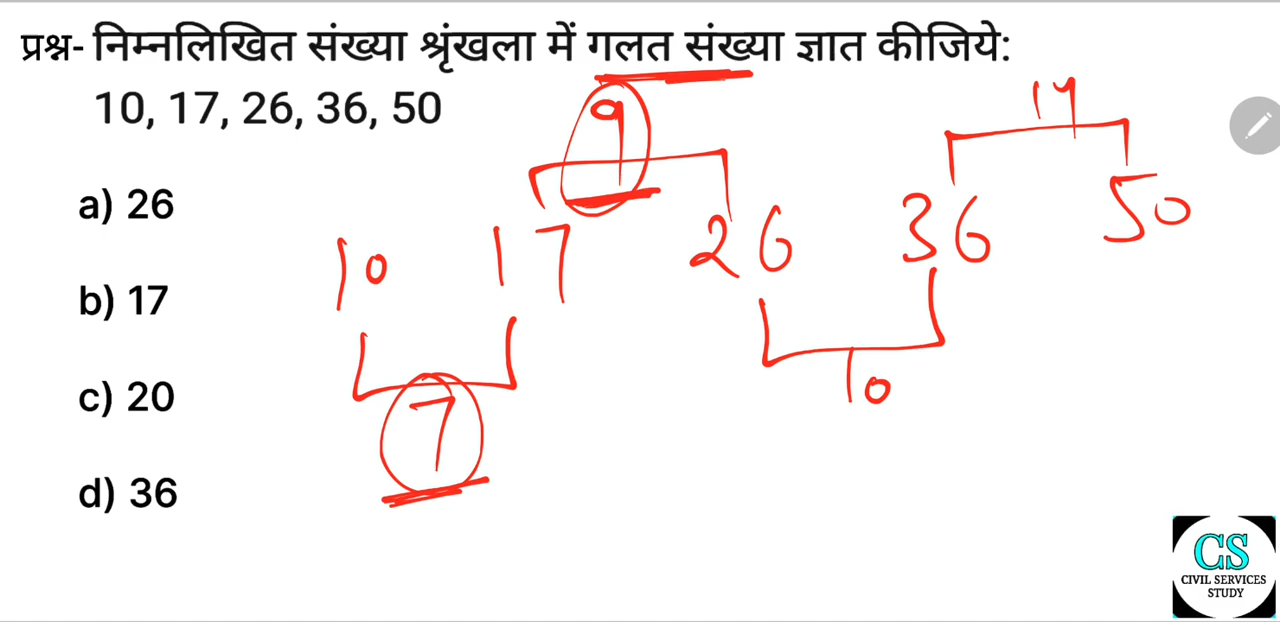 प्रश्न- निम्नलिखित संख्या श्रृंखला में गलत संख्या ज्ञात कीजिये:
10, 17, 26, 36, 50
9
14
a) 26
10 17 26 36 50
b) 17
7
10
c) 20
d) 36
CS
CIVIL SERVICES
STUDY